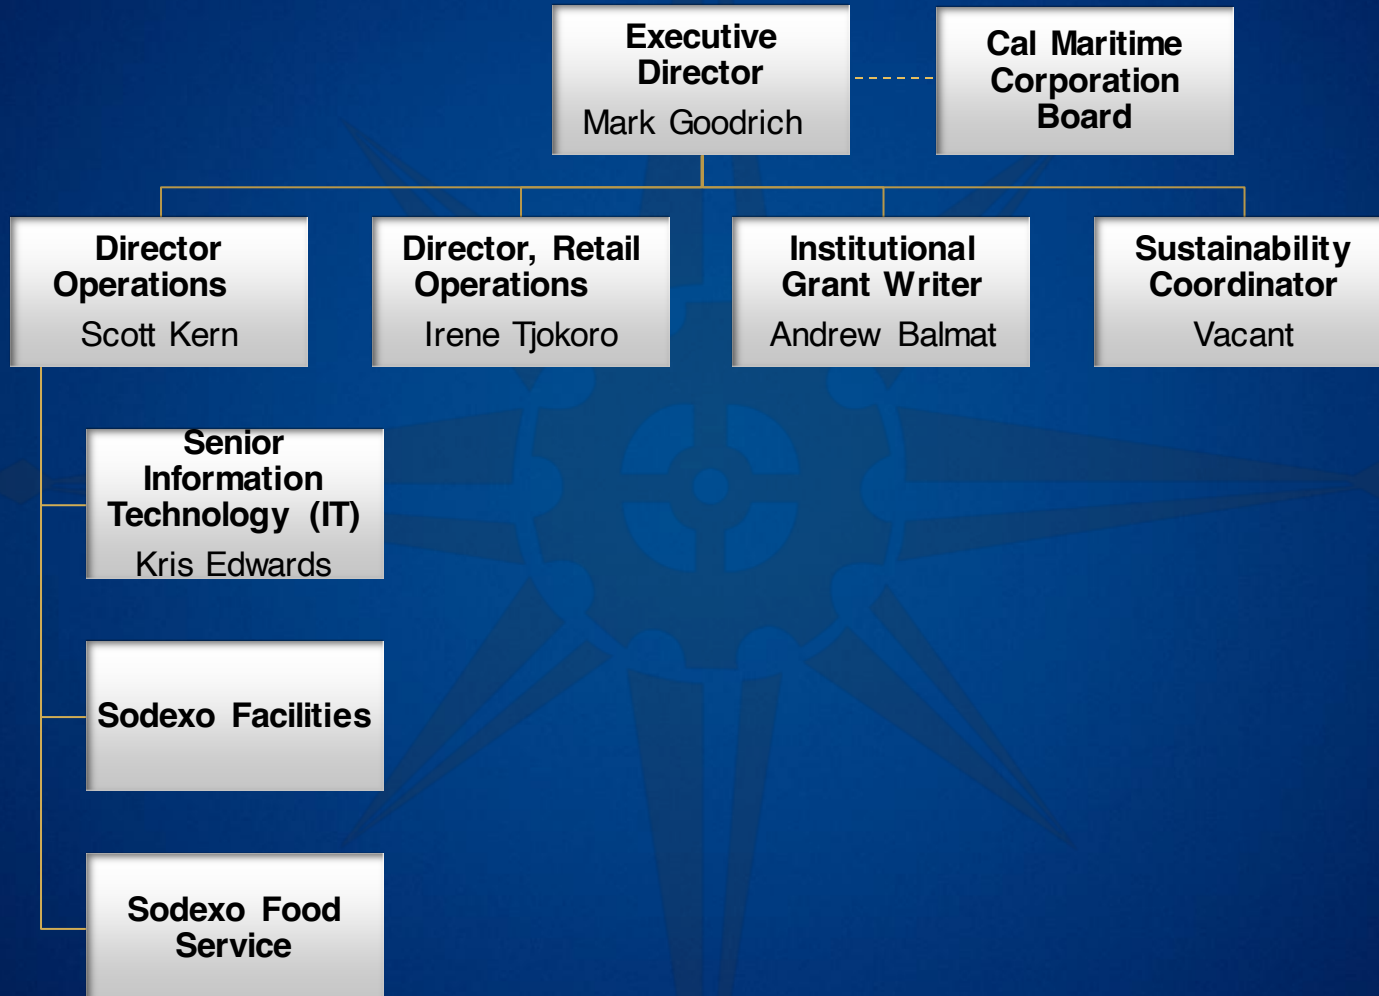 Executive
Director
Mark Goodrich
Cal Maritime
Corporation
Board
Director
Operations
Scott Kern
Director, Retail
Operations
Irene Tjokoro
Institutional
Grant Writer
Andrew Balmat
Sustainability
Coordinator
Vacant
Senior
Information
Technology (IT)
Kris Edwards
Sodexo Facilities
Sodexo Food
Service